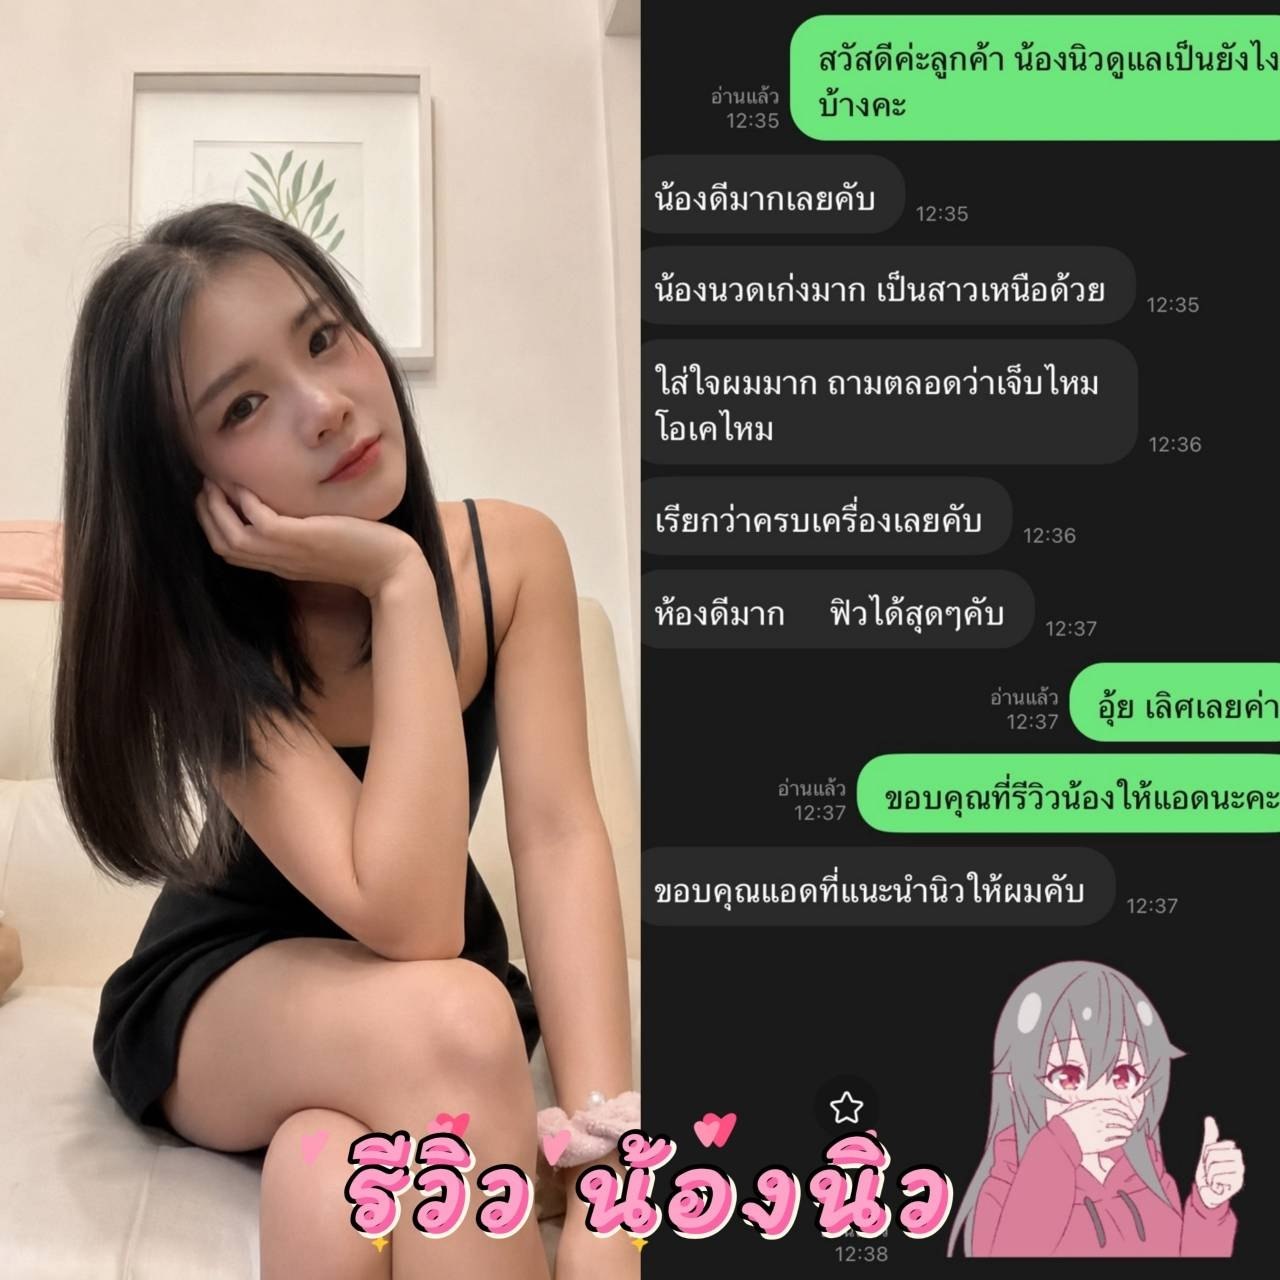 สวัสดีค่ะลูกค้า น้องนิวดูแลเป็นยังไง
บ้างคะ
อ่านแล้ว
12:35
น้องดีมากเลยคับ
12:35
น้องนวดเก่งมาก เป็นสาวเหนือด้วย
12:35
ใส่ใจผมมาก ถามตลอดว่าเจ็บไหม
โอเคไหม
12:36
เรียกว่าครบเครื่องเลยคับ
12:36
ห้องดีมาก ฟิวได้สุดๆคับ
12:37
อุ้ย เลิศเลยค่า
อ่านแล้ว
12:37
ขอบคุณที่รีวิวน้องให้แอดนะคะ
อ่านแล้ว
12:37
ขอบคุณแอดที่แนะนำนิวให้ผมคับ
12:37
รีวิว น้องนิว
12:38